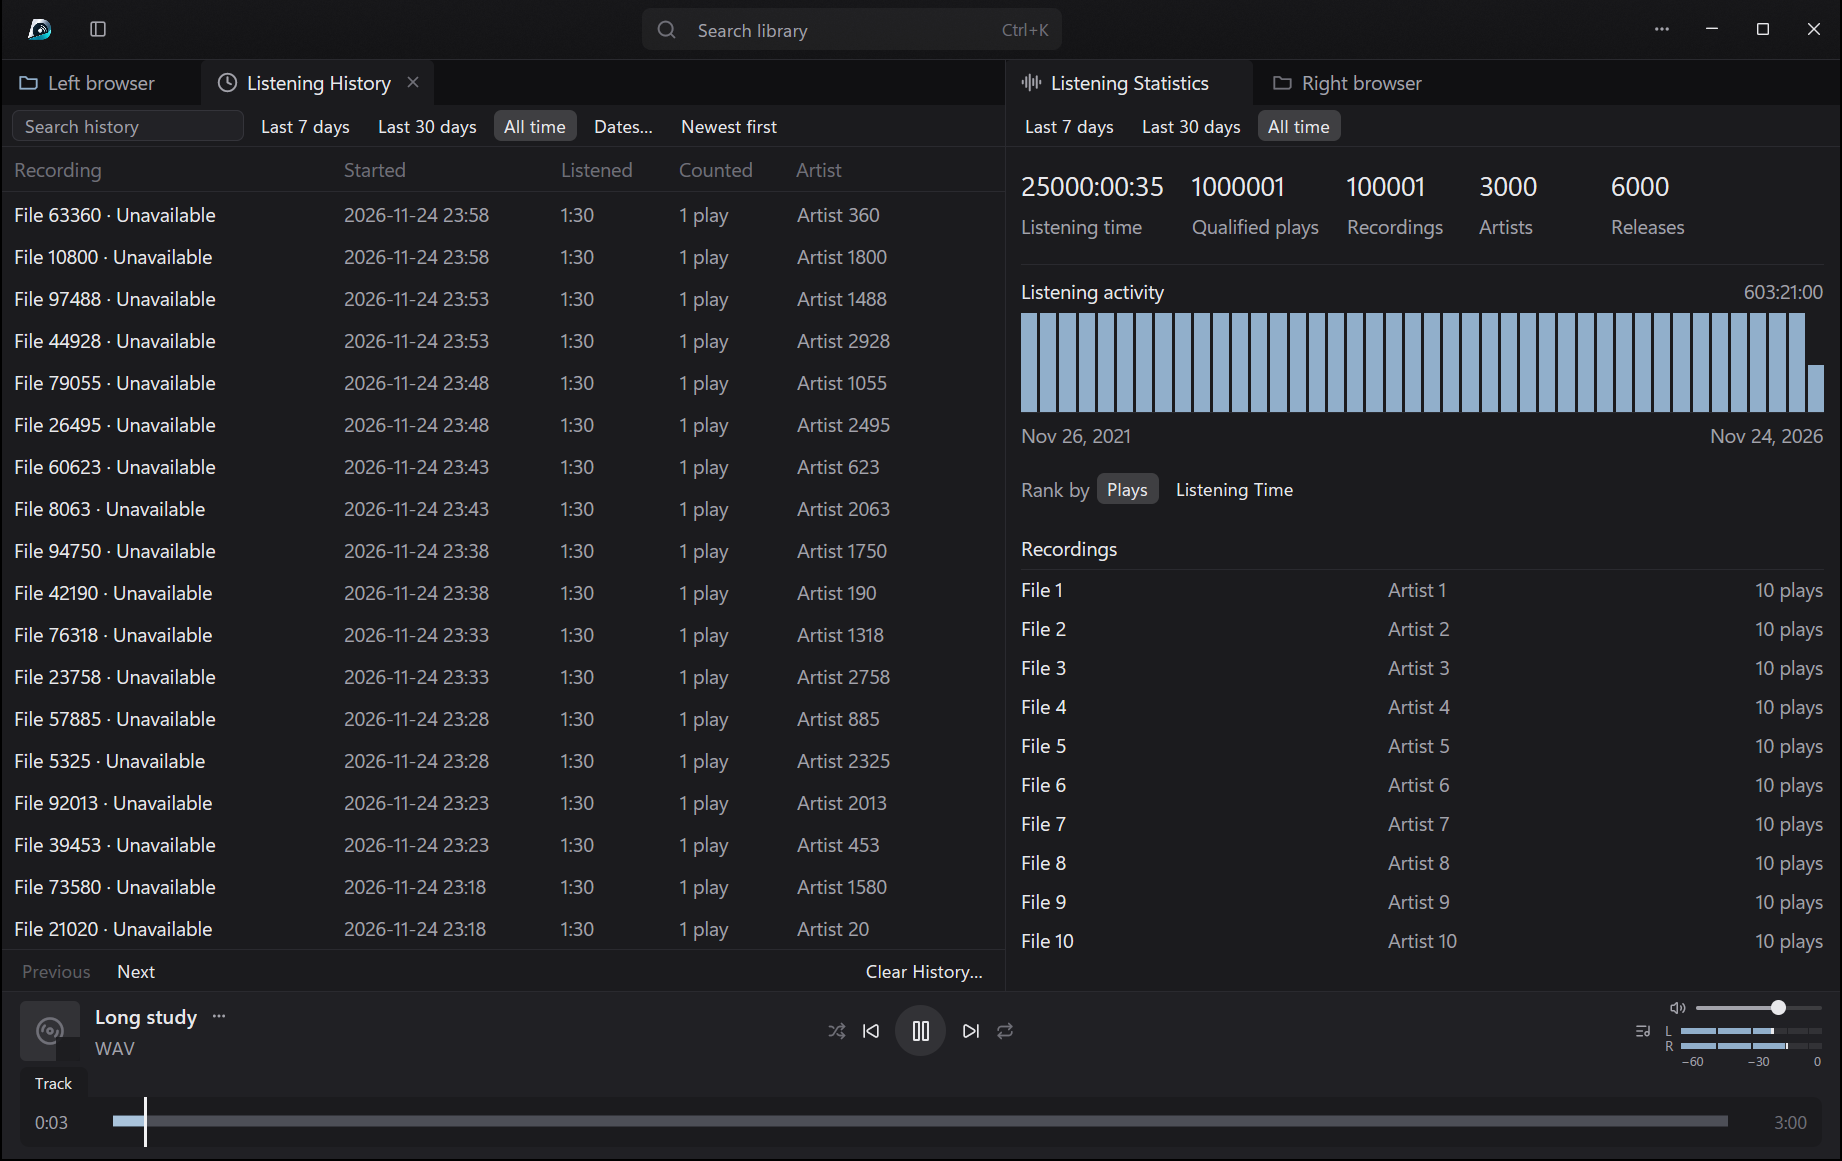 Search library Ctrl+K
Left browser
Listening History
Search history Last 7 days Last 30 days All time Dates... Newest first
Recording Started Listened Counted Artist
File 63360 · Unavailable 2026-11-24 23:58 1:30 1 play Artist 360
File 10800 · Unavailable 2026-11-24 23:58 1:30 1 play Artist 1800
File 97488 · Unavailable 2026-11-24 23:53 1:30 1 play Artist 1488
File 44928 · Unavailable 2026-11-24 23:53 1:30 1 play Artist 2928
File 79055 · Unavailable 2026-11-24 23:48 1:30 1 play Artist 1055
File 26495 · Unavailable 2026-11-24 23:48 1:30 1 play Artist 2495
File 60623 · Unavailable 2026-11-24 23:43 1:30 1 play Artist 623
File 8063 · Unavailable 2026-11-24 23:43 1:30 1 play Artist 2063
File 94750 · Unavailable 2026-11-24 23:38 1:30 1 play Artist 1750
File 42190 · Unavailable 2026-11-24 23:38 1:30 1 play Artist 190
File 76318 · Unavailable 2026-11-24 23:33 1:30 1 play Artist 1318
File 23758 · Unavailable 2026-11-24 23:33 1:30 1 play Artist 2758
File 57885 · Unavailable 2026-11-24 23:28 1:30 1 play Artist 885
File 5325 · Unavailable 2026-11-24 23:28 1:30 1 play Artist 2325
File 92013 · Unavailable 2026-11-24 23:23 1:30 1 play Artist 2013
File 39453 · Unavailable 2026-11-24 23:23 1:30 1 play Artist 453
File 73580 · Unavailable 2026-11-24 23:18 1:30 1 play Artist 1580
File 21020 · Unavailable 2026-11-24 23:18 1:30 1 play Artist 20
Previous Next Clear History...
Listening Statistics
Right browser
Last 7 days Last 30 days All time
25000:00:35 1000001 100001 3000 6000
Listening time Qualified plays Recordings Artists Releases
Listening activity 603:21:00
Nov 26, 2021 Nov 24, 2026
Rank by Plays Listening Time
Recordings
File 1 Artist 1 10 plays
File 2 Artist 2 10 plays
File 3 Artist 3 10 plays
File 4 Artist 4 10 plays
File 5 Artist 5 10 plays
File 6 Artist 6 10 plays
File 7 Artist 7 10 plays
File 8 Artist 8 10 plays
File 9 Artist 9 10 plays
File 10 Artist 10 10 plays
Long study ...
WAV
L
R
-60 -30 0
Track
0:03 3:00